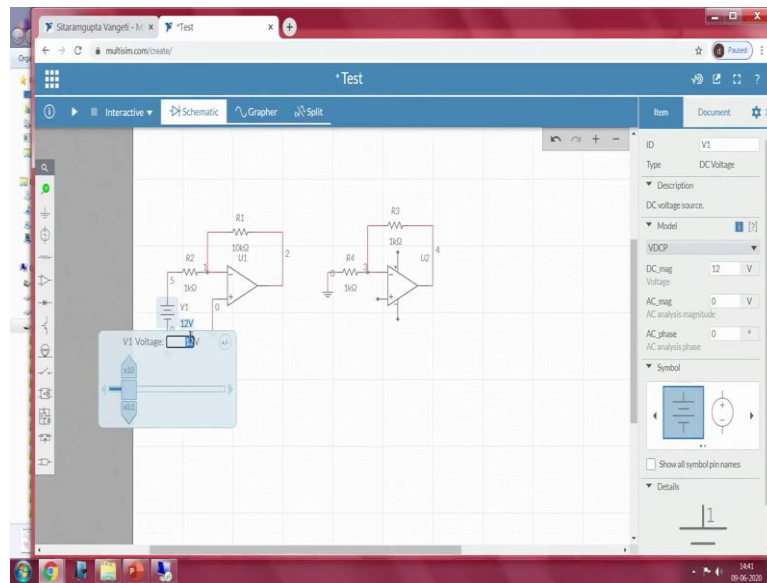 Sitaramgupta Vangeti - M
*Test
multisim.com/create/
Paused
*Test
Interactive
Schematic
Grapher
Split
Item
Document
ID
V1
Type
DC Voltage
Description
DC voltage source.
Model
[?]
VDCP
DC_mag
12
V
Voltage
AC_mag
0
V
AC analysis magnitude
AC_phase
0
°
AC analysis phase
Symbol
Show all symbol pin names
Details
1
R1
10kΩ
2
R2
1
U1
5
1kΩ
V1
12V
0
0
V1 Voltage:
12
V
+/-
x10
x0.1
R3
1kΩ
4
R4
3
U2
0
1kΩ
14:41
09-06-2020